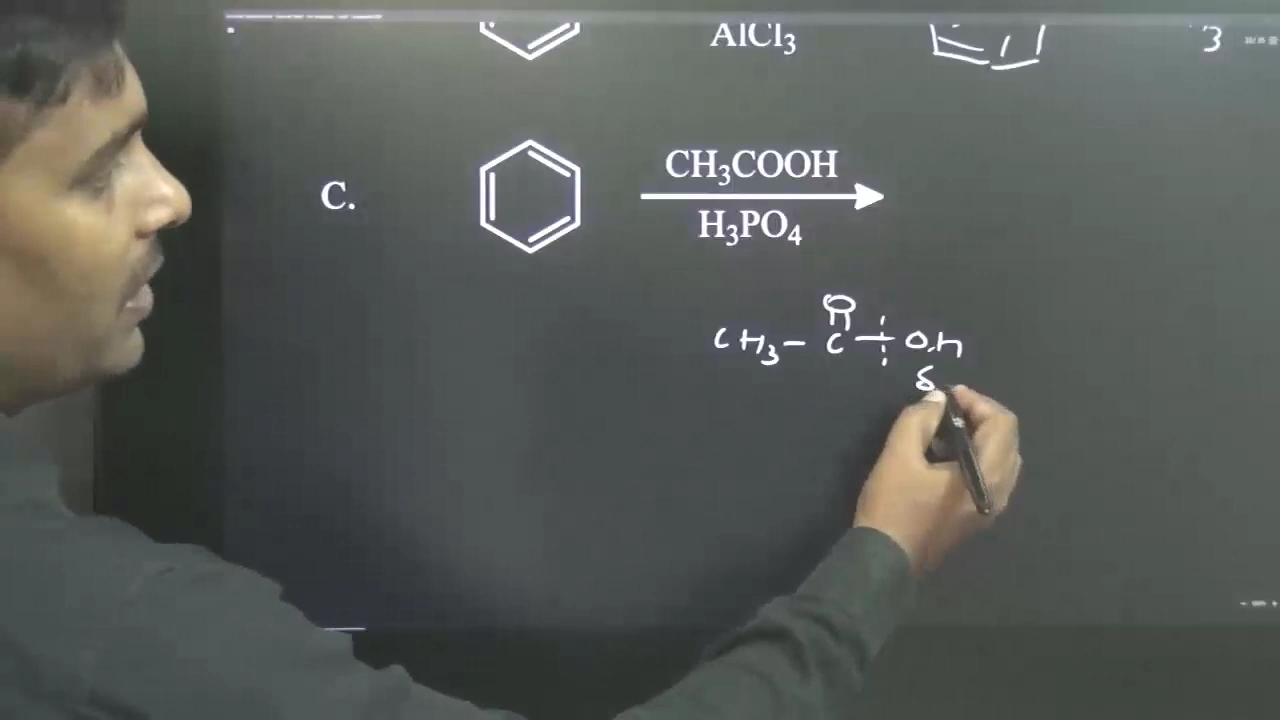 AlCl₃
3
C.
CH₃COOH
H₃PO₄
O
CH₃ – C – OH
δ